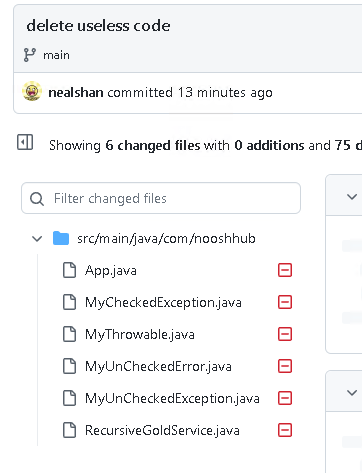 delete useless code
main
nealshan committed 13 minutes ago
Showing 6 changed files with 0 additions and 75 d
Filter changed files
src/main/java/com/nooshhub
App.java
MyCheckedException.java
MyThrowable.java
MyUnCheckedError.java
MyUnCheckedException.java
RecursiveGoldService.java